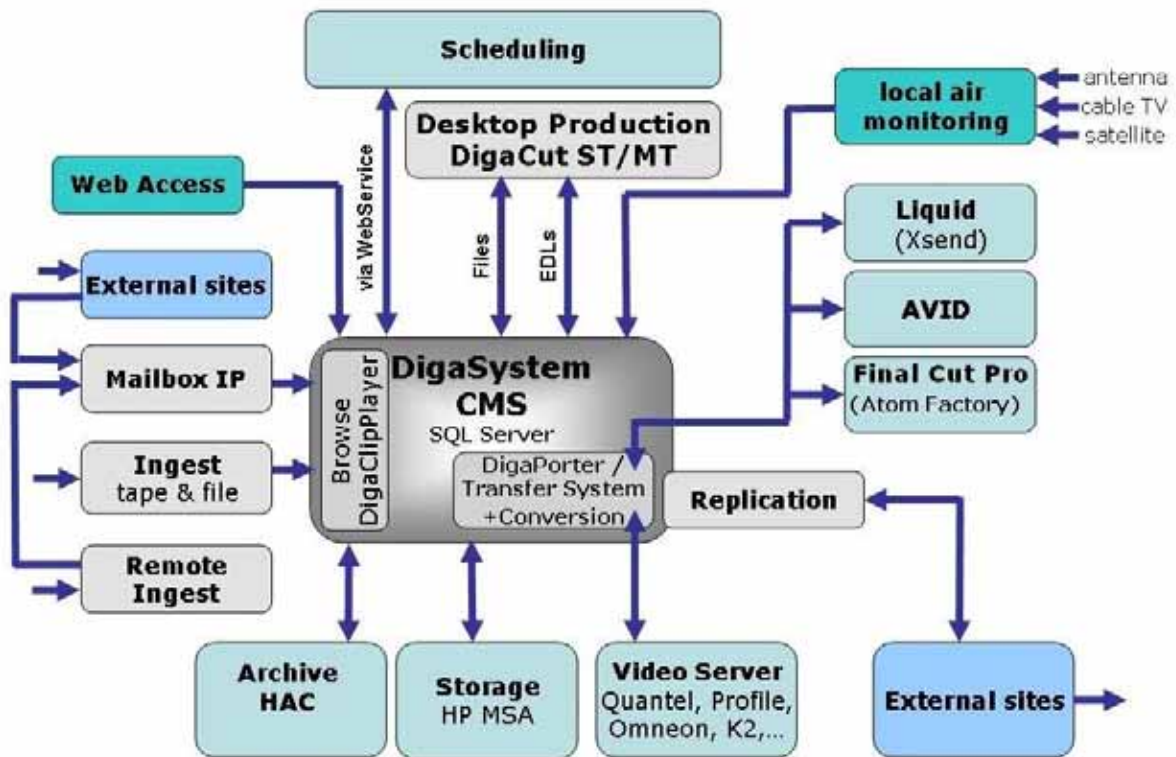 Scheduling
Desktop Production
DigaCut ST/MT
local air
monitoring
antenna
cable TV
satellite
Web Access
via WebService
Files
EDLs
Liquid
(Xsend)
External sites
AVID
Mailbox IP
Final Cut Pro
(Atom Factory)
DigaSystem
CMS
SQL Server
Browse
DigaClipPlayer
DigaPorter /
Transfer System
+Conversion
Ingest
tape & file
Replication
Remote
Ingest
Archive
HAC
Storage
HP MSA
Video Server
Quantel, Profile,
Omneon, K2,...
External sites